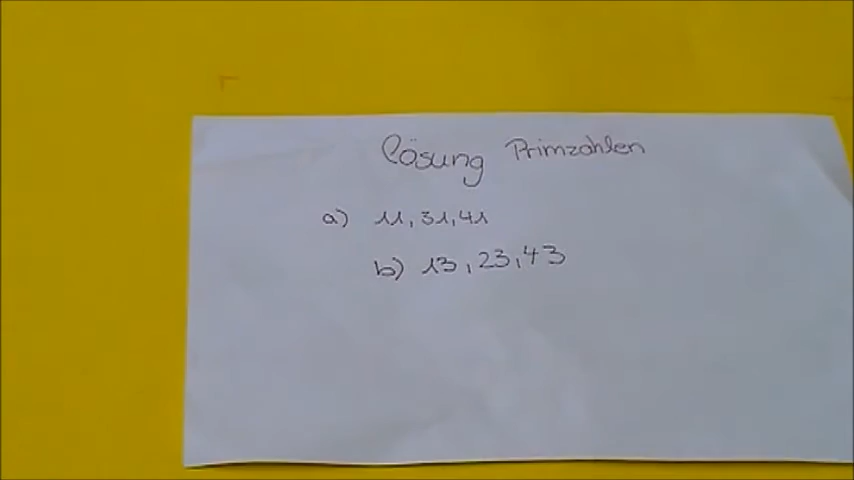 Lösung Primzahlen
a) 11, 31, 41
b) 13, 23, 43